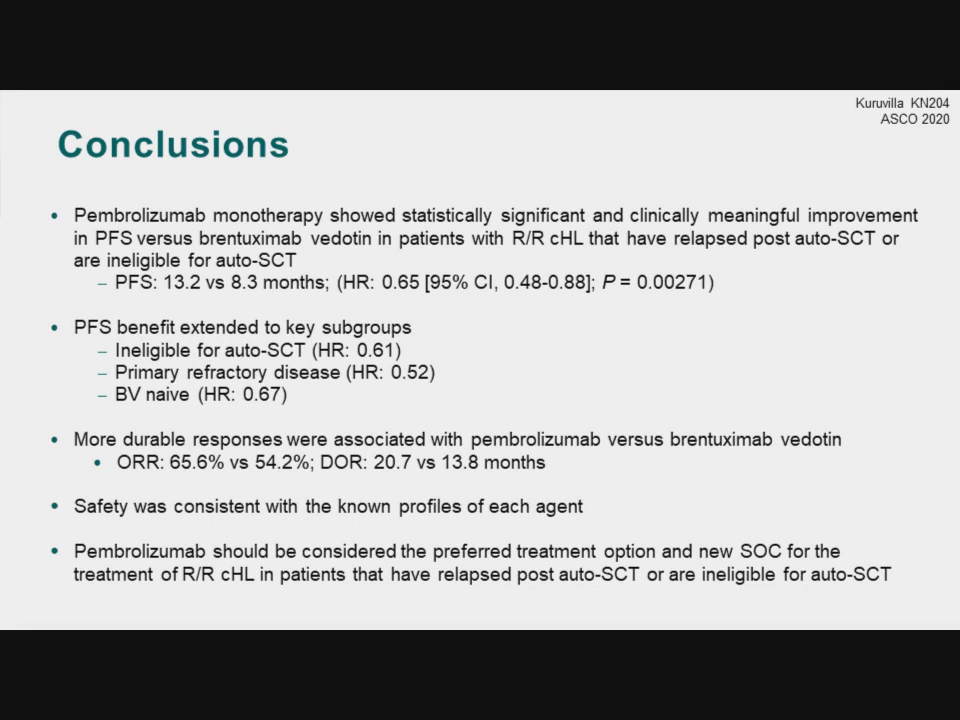 Kuruvilla KN204
ASCO 2020
Conclusions
• Pembrolizumab monotherapy showed statistically significant and clinically meaningful improvement
in PFS versus brentuximab vedotin in patients with R/R cHL that have relapsed post auto-SCT or
are ineligible for auto-SCT
– PFS: 13.2 vs 8.3 months; (HR: 0.65 [95% CI, 0.48-0.88]; P = 0.00271)
• PFS benefit extended to key subgroups
– Ineligible for auto-SCT (HR: 0.61)
– Primary refractory disease (HR: 0.52)
– BV naive (HR: 0.67)
• More durable responses were associated with pembrolizumab versus brentuximab vedotin
• ORR: 65.6% vs 54.2%; DOR: 20.7 vs 13.8 months
• Safety was consistent with the known profiles of each agent
• Pembrolizumab should be considered the preferred treatment option and new SOC for the
treatment of R/R cHL in patients that have relapsed post auto-SCT or are ineligible for auto-SCT